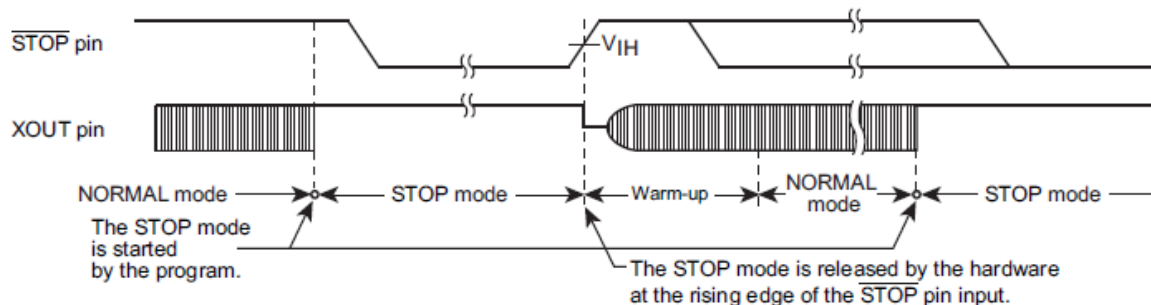 STOP pin
VIH
XOUT pin
NORMAL mode
STOP mode
Warm-up
NORMAL
mode
STOP mode
The STOP mode
is started
by the program.
The STOP mode is released by the hardware
at the rising edge of the STOP pin input.